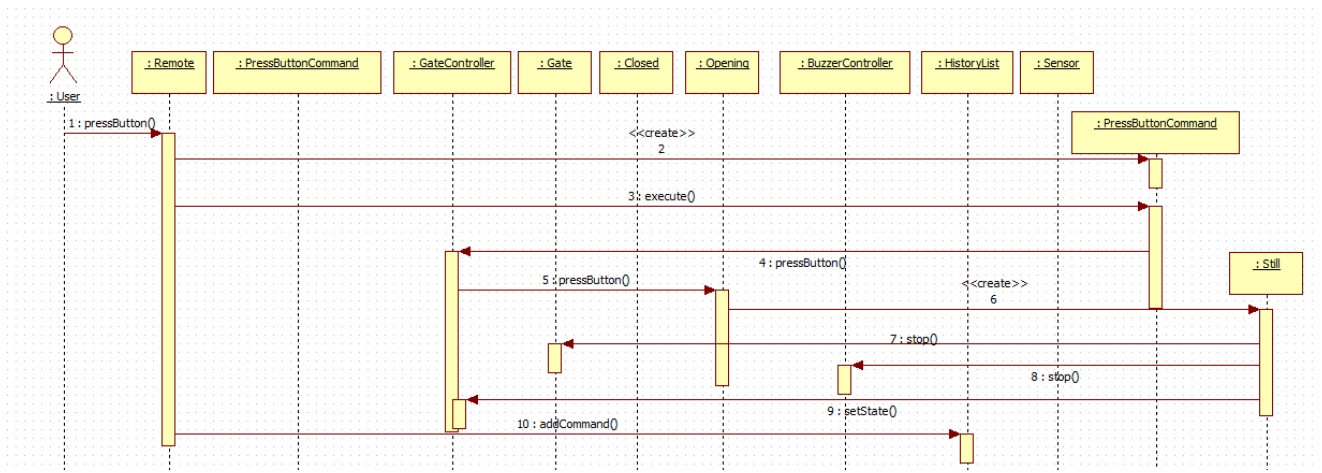 : User
: Remote
: PressButtonCommand
: GateController
: Gate
: Closed
: Opening
: BuzzerController
: HistoryList
: Sensor
: PressButtonCommand
1 : pressButton()
<<create>>
2
3 : execute()
4 : pressButton()
: Still
5 : pressButton()
<<create>>
6
7 : stop()
8 : stop()
9 : setState()
10 : addCommand()